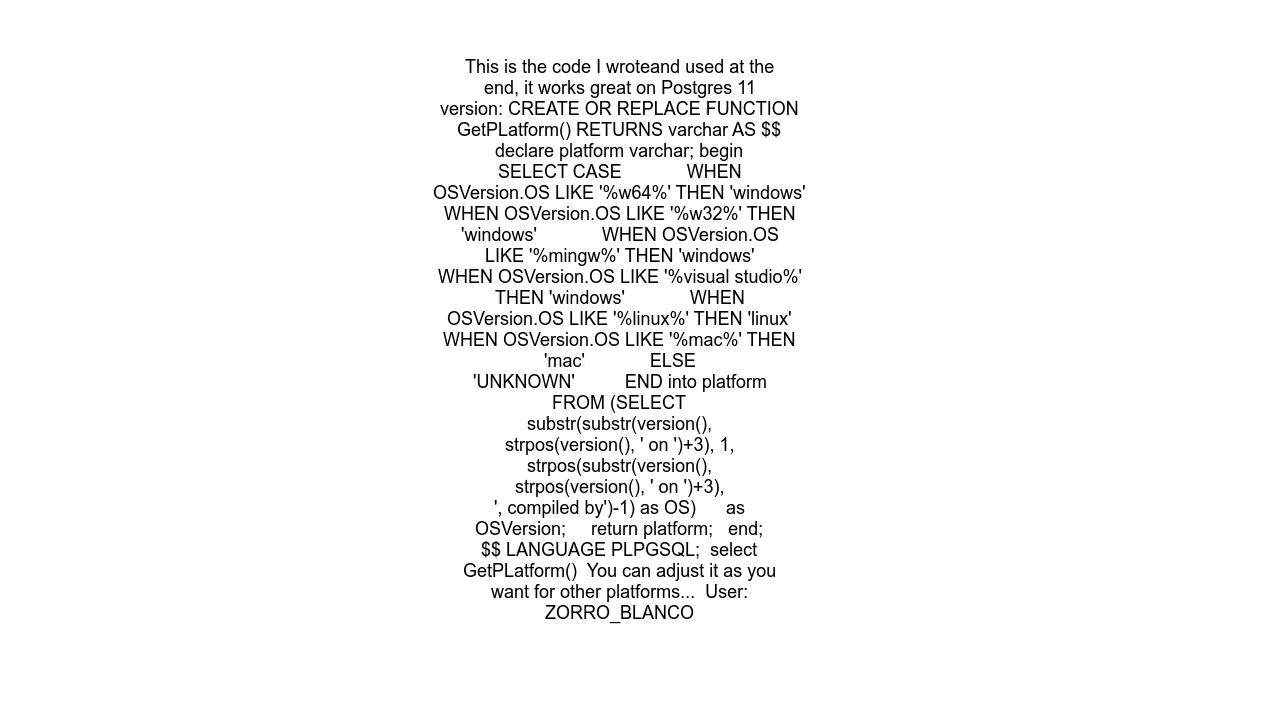 This is the code I wroteand used at the
end, it works great on Postgres 11
version: CREATE OR REPLACE FUNCTION
GetPLatform() RETURNS varchar AS $$
declare platform varchar; begin
SELECT CASE             WHEN
OSVersion.OS LIKE '%w64%' THEN 'windows'
WHEN OSVersion.OS LIKE '%w32%' THEN
'windows'             WHEN OSVersion.OS
LIKE '%mingw%' THEN 'windows'
WHEN OSVersion.OS LIKE '%visual studio%'
THEN 'windows'             WHEN
OSVersion.OS LIKE '%linux%' THEN 'linux'
WHEN OSVersion.OS LIKE '%mac%' THEN
'mac'             ELSE
'UNKNOWN'          END into platform
FROM (SELECT
substr(substr(version(),
strpos(version(), ' on ')+3), 1,
strpos(substr(version(),
strpos(version(), ' on ')+3),
', compiled by')-1) as OS)      as
OSVersion;     return platform;   end;
$$ LANGUAGE PLPGSQL;  select
GetPLatform()  You can adjust it as you
want for other platforms...  User:
ZORRO_BLANCO